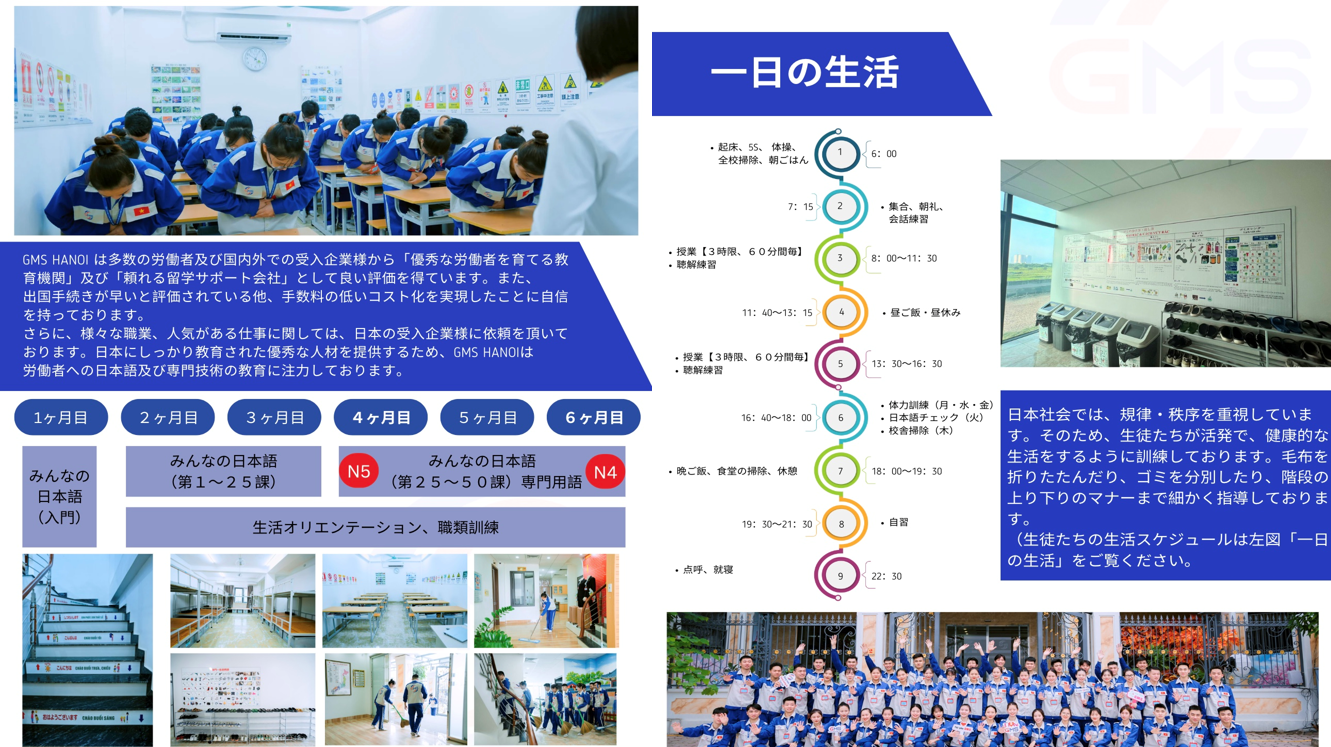 GMS HANOI は多数の労働者及び国内外での受入企業様から「優秀な労働者を育てる教
育機関」及び「頼れる留学サポート会社」として良い評価を得ています。また、
出国手続きが早いと評価されている他、手数料の低いコスト化を実現したことに自信
を持っております。
さらに、様々な職業、人気がある仕事に関しては、日本の受入企業様に依頼を頂いて
おります。日本にしっかり教育された優秀な人材を提供するため、GMS HANOIは
労働者への日本語及び専門技術の教育に注力しております。
1ヶ月目
２ヶ月目
３ヶ月目
４ヶ月目
５ヶ月目
６ヶ月目
みんなの
日本語
（入門）
みんなの日本語
（第１～２５課）
N5
みんなの日本語
（第２５～５０課）専門用語
N4
生活オリエンテーション、職類訓練
こんにちは
おはようございます
CHÀO BUỔI SÁNG
GMS
一日の生活
• 起床、5S、 体操、
全校掃除、朝ごはん
1
6：00
7：15
2
• 集合、朝礼、
会話練習
• 授業【３時限、６０分間毎】
• 聴解練習
3
8：00～11：30
11：40～13：15
4
• 昼ご飯・昼休み
• 授業【３時限、６０分間毎】
• 聴解練習
5
13：30～16：30
16：40～18：00
6
• 体力訓練（月・水・金）
• 日本語チェック（火）
• 校舎掃除（木）
• 晩ご飯、食堂の掃除、休憩
7
18：00～19：30
19：30～21：30
8
• 自習
• 点呼、就寝
9
22：30
日本社会では、規律・秩序を重視していま
す。そのため、生徒たちが活発で、健康的な
生活をするように訓練しております。毛布を
折りたたんだり、ゴミを分別したり、階段の
上り下りのマナーまで細かく指導しておりま
す。
（生徒たちの生活スケジュールは左図「一日
の生活」をご覧ください。